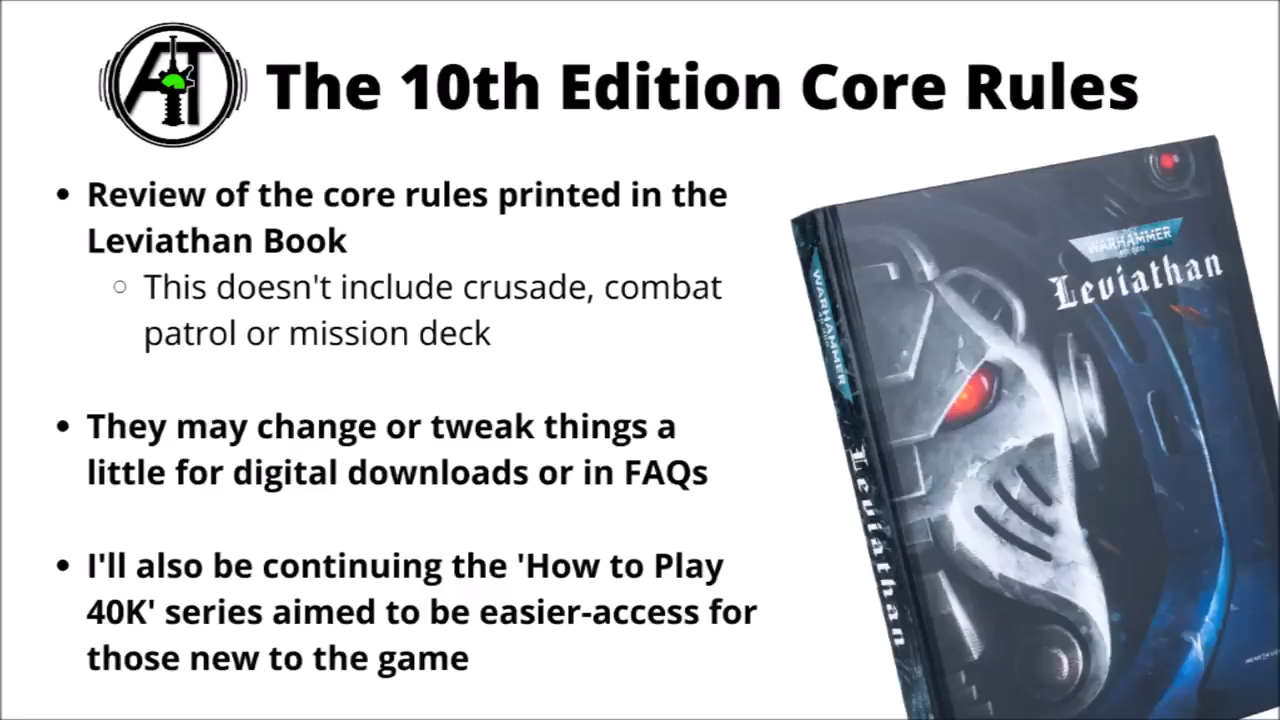 AT
The 10th Edition Core Rules
• Review of the core rules printed in the
Leviathan Book
○ This doesn't include crusade, combat
patrol or mission deck
• They may change or tweak things a
little for digital downloads or in FAQs
• I'll also be continuing the 'How to Play
40K' series aimed to be easier-access for
those new to the game
WARHAMMER
Leviathan
WARHAMMER
Leviathan